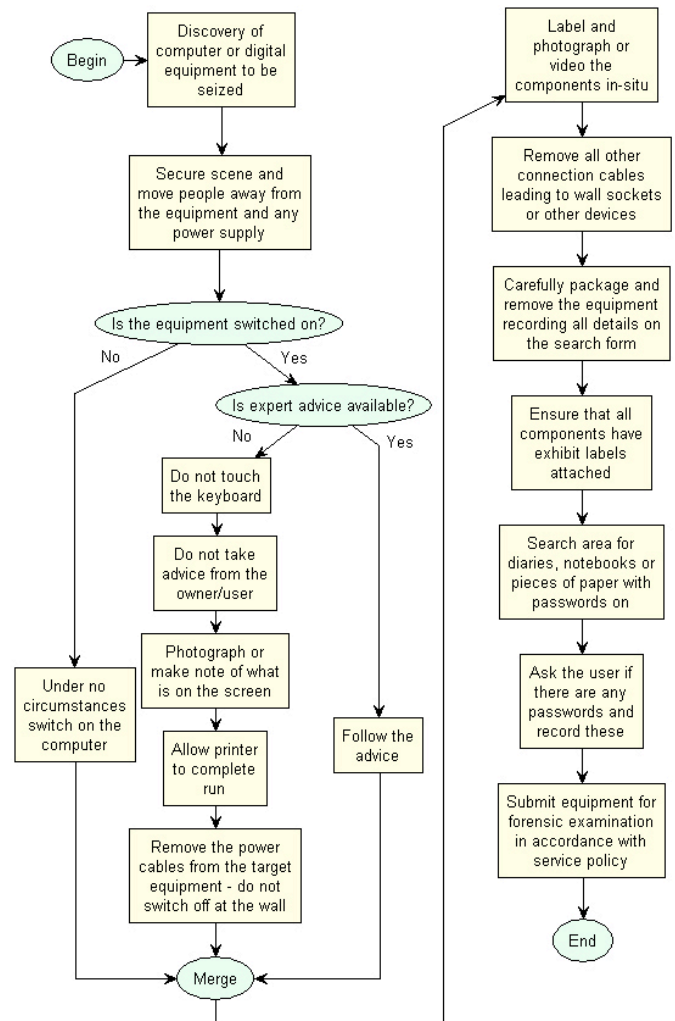 Begin
Discovery of
computer or digital
equipment to be
seized
Secure scene and
move people away from
the equipment and any
power supply
Is the equipment switched on?
No
Yes
Is expert advice available?
No
Yes
Do not touch
the keyboard
Do not take
advice from the
owner/user
Photograph or
make note of what
is on the screen
Under no
circumstances
switch on the
computer
Allow printer
to complete
run
Follow the
advice
Remove the power
cables from the target
equipment - do not
switch off at the wall
Merge
Label and
photograph or
video the
components in-situ
Remove all other
connection cables
leading to wall sockets
or other devices
Carefully package and
remove the equipment
recording all details on
the search form
Ensure that all
components have
exhibit labels
attached
Search area for
diaries, notebooks or
pieces of paper with
passwords on
Ask the user if
there are any
passwords and
record these
Submit equipment for
forensic examination
in accordance with
service policy
End